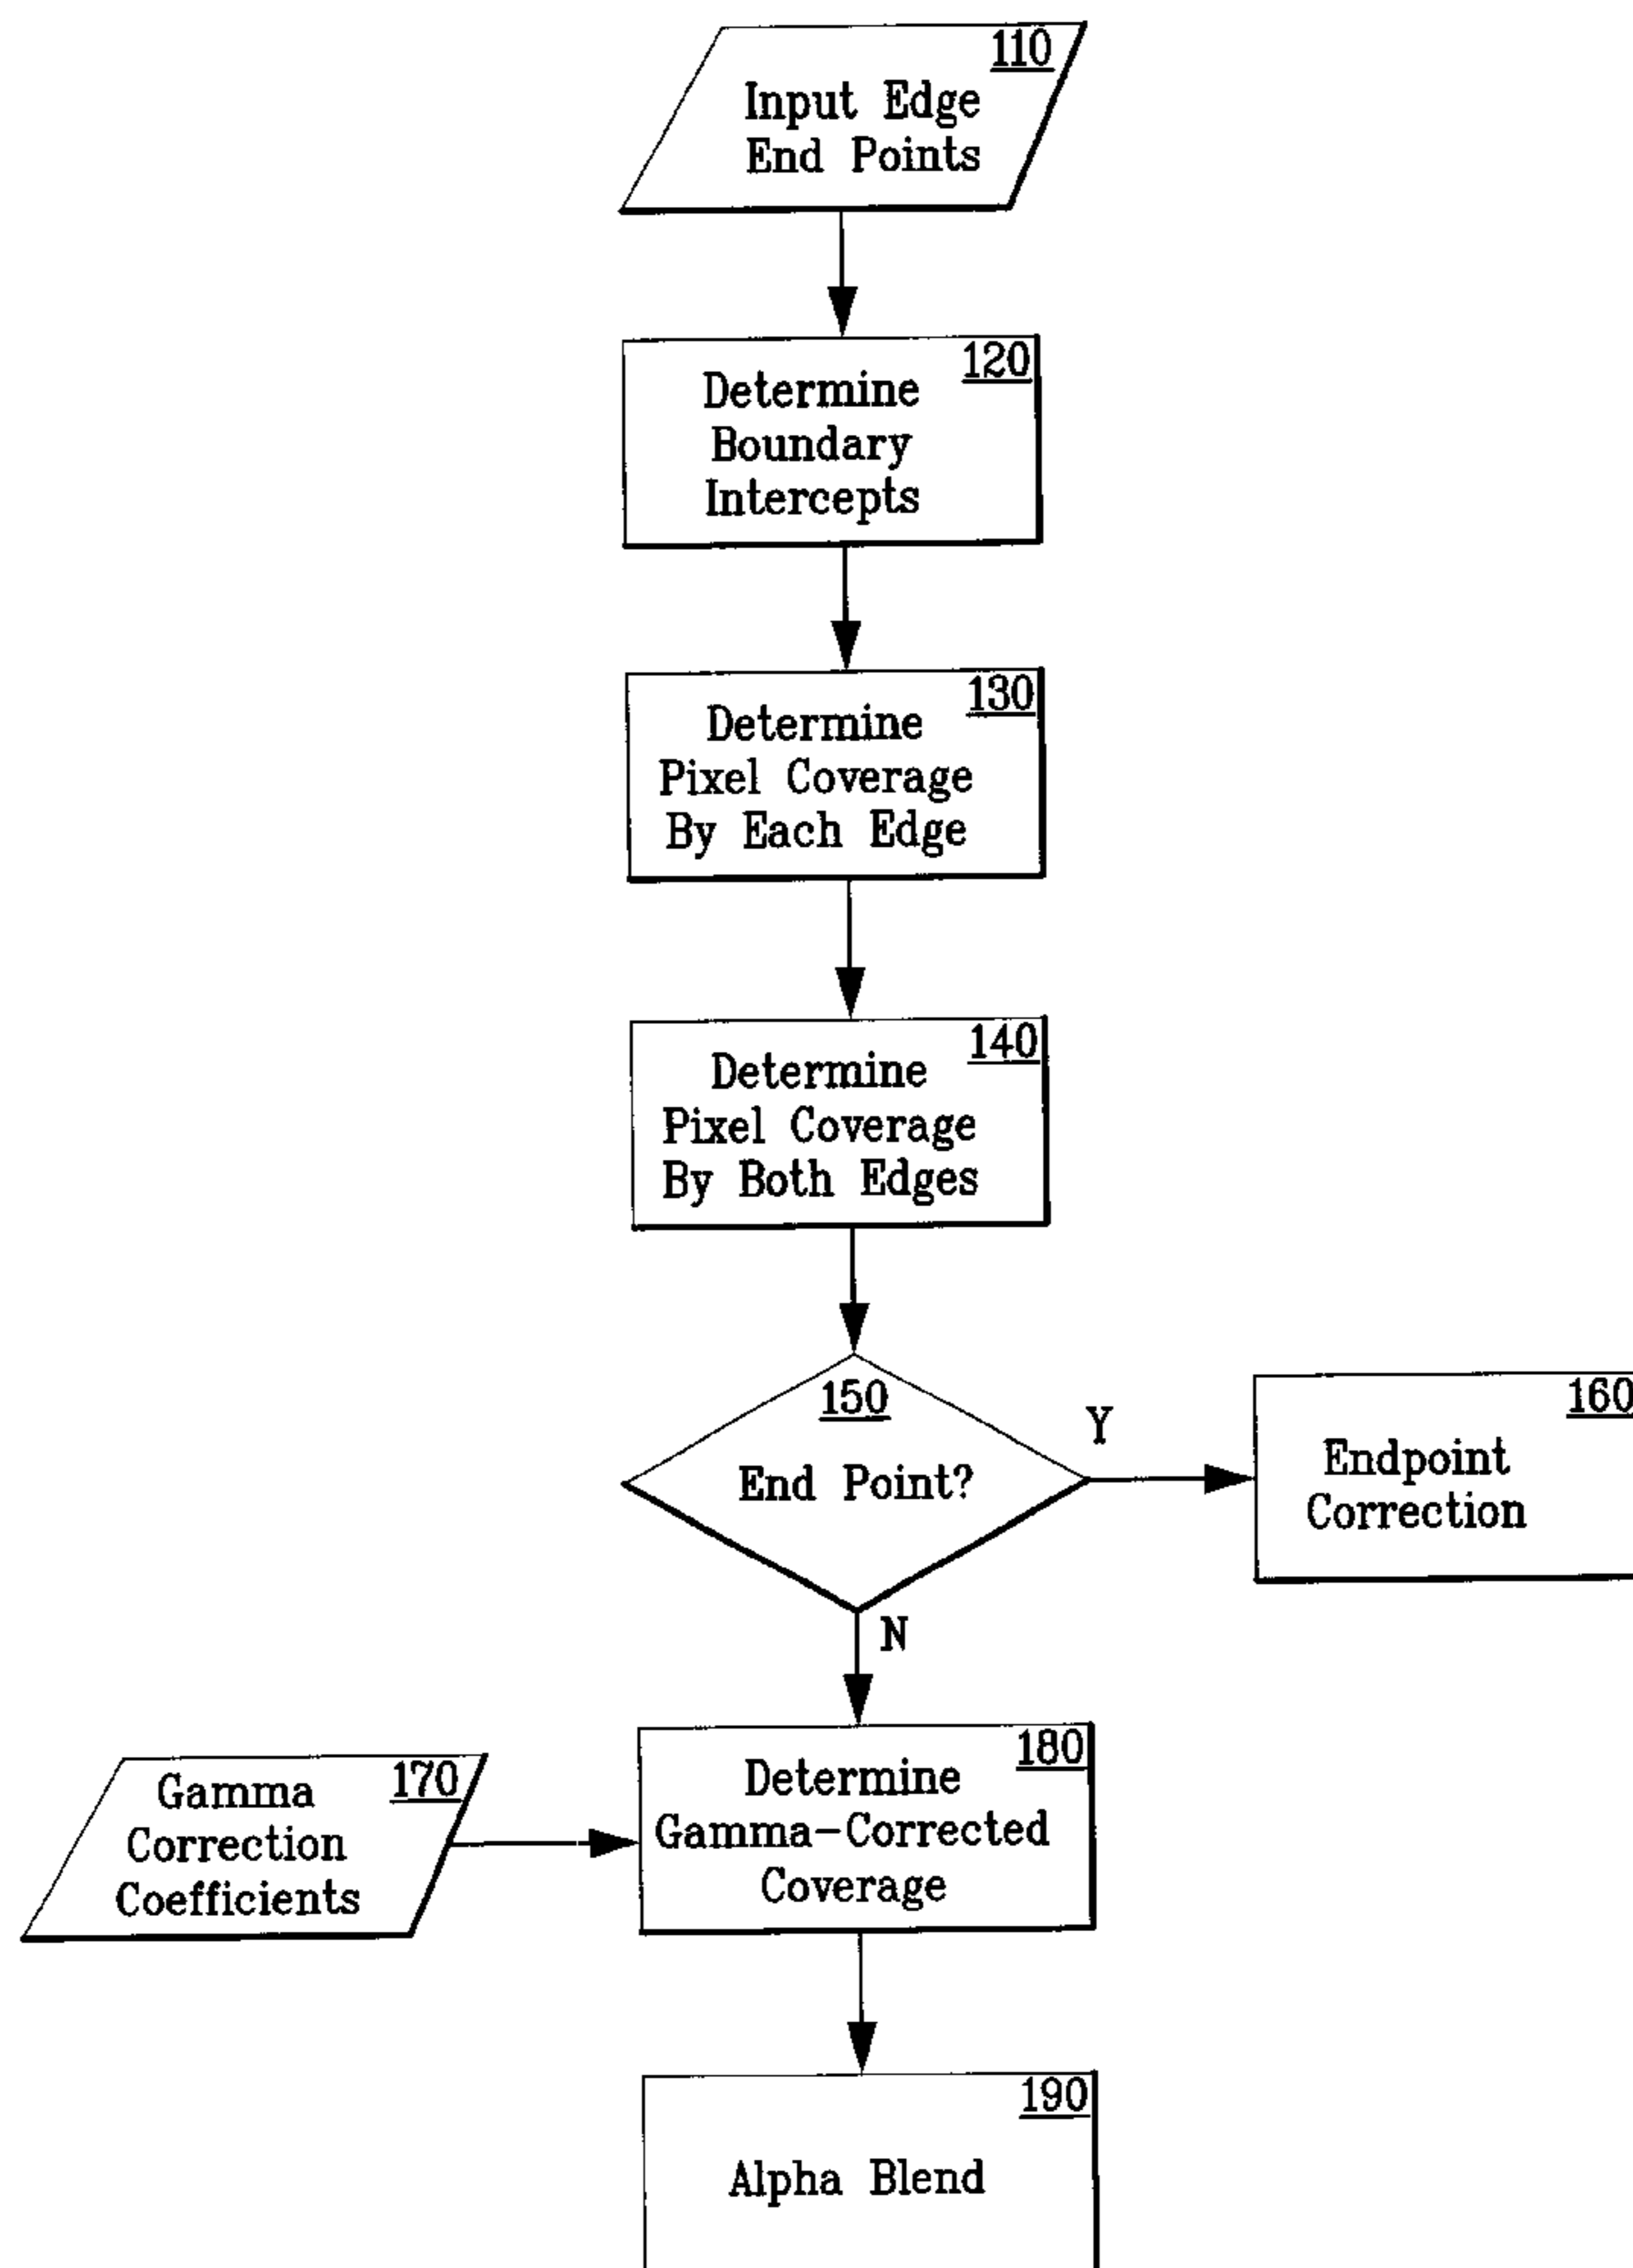 110
Input Edge
End Points
120
Determine
Boundary
Intercepts
130
Determine
Pixel Coverage
By Each Edge
140
Determine
Pixel Coverage
By Both Edges
150
End Point?
Y
160
Endpoint
Correction
N
170
Gamma
Correction
Coefficients
180
Determine
Gamma-Corrected
Coverage
190
Alpha Blend